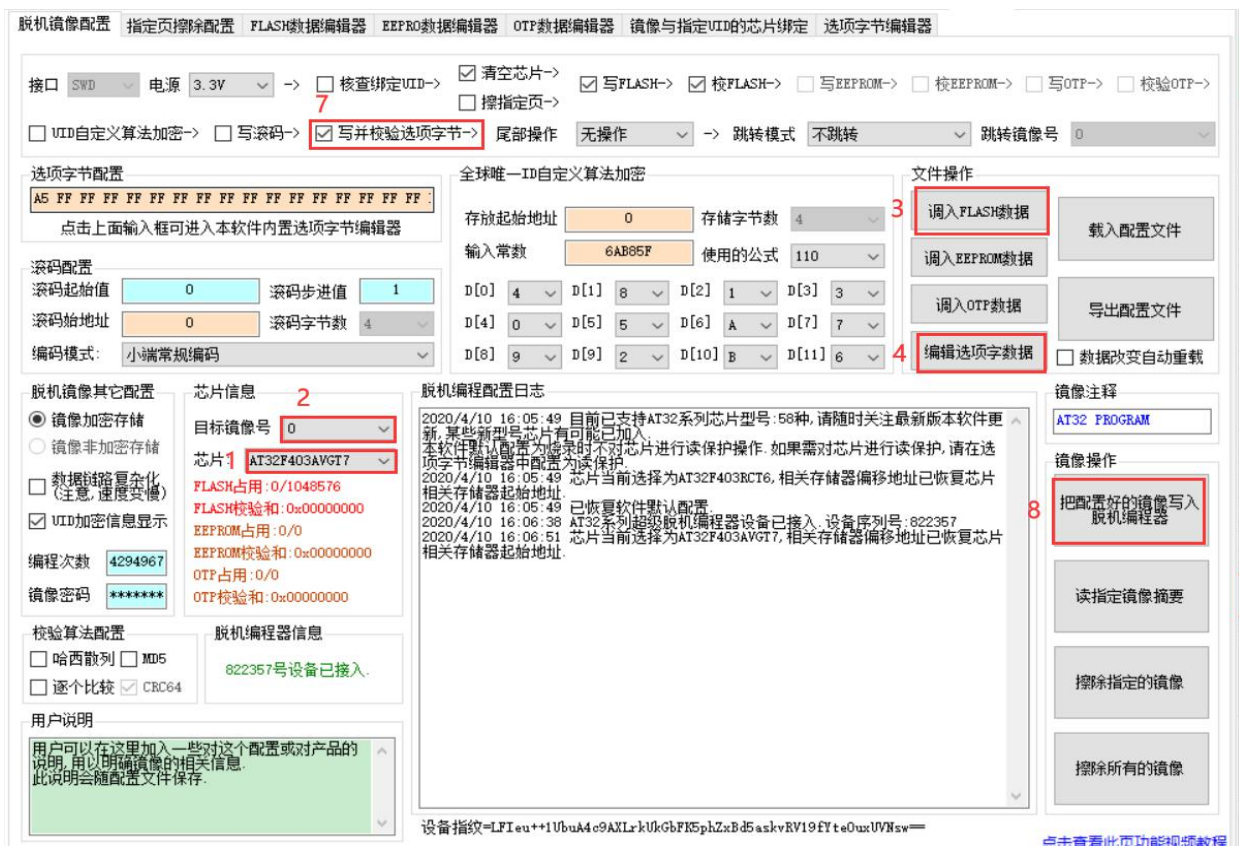 脱机镜像配置 指定页擦除配置 FLASH数据编辑器 EEPRO数据编辑器 OTP数据编辑器 镜像与指定UID的芯片绑定 选项字节编辑器
接口 SWD 电源 3.3V -> 核查绑定UID-> 清空芯片-> 写FLASH-> 校FLASH-> 写EEPROM-> 校EEPROM-> 写OTP-> 校验OTP->
擦指定页->
7
UID自定义算法加密-> 写滚码-> 写并校验选项字节-> 尾部操作 无操作 -> 跳转模式 不跳转 跳转镜像号 0
选项字节配置
A5 FF FF FF FF FF FF FF FF FF FF FF FF FF FF FF
点击上面输入框可进入本软件内置选项字节编辑器
滚码配置
滚码起始值 0 滚码步进值 1
滚码始地址 0 滚码字节数 4
编码模式: 小端常规编码
全球唯一ID自定义算法加密
存放起始地址 0 存储字节数 4
输入常数 6AB85F 使用的公式 110
D[0] 4 D[1] 8 D[2] 1 D[3] 3
D[4] 0 D[5] 5 D[6] A D[7] 7
D[8] 9 D[9] 2 D[10] B D[11] 6
文件操作
3 调入FLASH数据
载入配置文件
调入EEPROM数据
调入OTP数据
导出配置文件
4 编辑选项字数据
数据改变自动重载
脱机镜像其它配置
镜像加密存储
镜像非加密存储
数据链路复杂化
(注意,速度变慢)
UID加密信息显示
编程次数 4294967
镜像密码 *******
芯片信息
2
目标镜像号 0
芯片 1 AT32F403AVGT7
FLASH占用:0/1048576
FLASH校验和:0x00000000
EEPROM占用:0/0
EEPROM校验和:0x00000000
OTP占用:0/0
OTP校验和:0x00000000
校验算法配置
哈西散列 MD5
逐个比较 CRC64
脱机编程器信息
822357号设备已接入.
用户说明
用户可以在这里加入一些对这个配置或对产品的
说明,用以明确镜像的相关信息.
此说明会随配置文件保存.
脱机编程配置日志
2020/4/10 16:05:49 目前已支持AT32系列芯片型号:58种,请随时关注最新版本软件更
新,某些新型号芯片有可能已加入.
本软件默认配置为烧录时不对芯片进行读保护操作.如果需对芯片进行读保护,请在选
项字节编辑器中配置为读保护.
2020/4/10 16:05:49 芯片当前选择为AT32F403RCT6,相关存储器偏移地址已恢复芯片
相关存储器起始地址.
2020/4/10 16:05:49 已恢复软件默认配置.
2020/4/10 16:06:38 AT32系列超级脱机编程器设备已接入.设备序列号:822357
2020/4/10 16:06:51 芯片当前选择为AT32F403AVGT7,相关存储器偏移地址已恢复芯片
相关存储器起始地址.
设备指纹=LFIeu++1UbuA4c9AXLrkUkGbFK5phZxBd5askvRV19fYteOuxUVNsw==
镜像注释
AT32 PROGRAM
镜像操作
8 把配置好的镜像写入
脱机编程器
读指定镜像摘要
擦除指定的镜像
擦除所有的镜像
点击查看此页功能视频教程